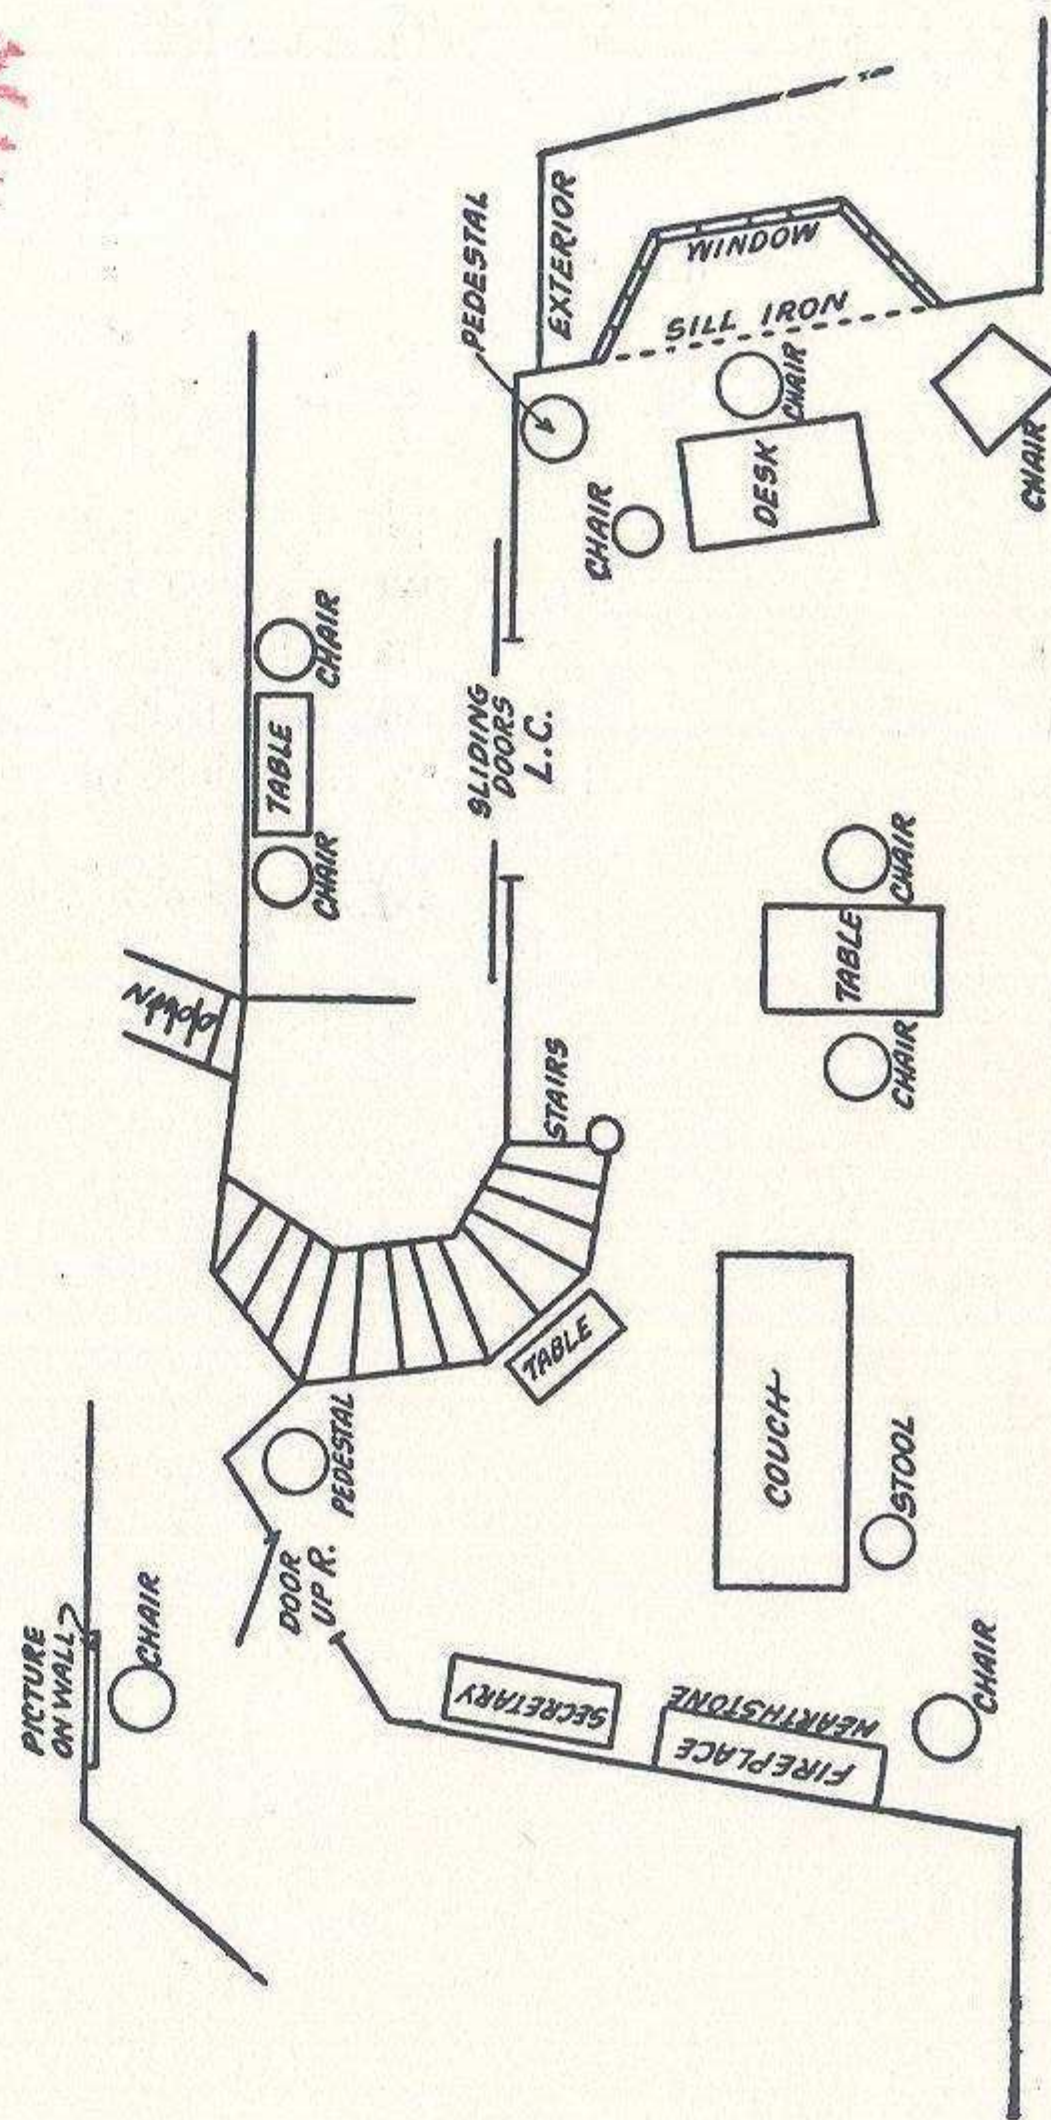 PICTURE
ON WALL
CHAIR
DOOR
UP R.
PEDESTAL
TABLE
CHAIR
TABLE
CHAIR
STAIRS
SLIDING
DOORS
L.C.
PEDESTAL
EXTERIOR
SECRETARY
FIREPLACE
HEARTHSTONE
CHAIR
COUCH
STOOL
CHAIR
TABLE
CHAIR
CHAIR
DESK
CHAIR
SILL IRON
WINDOW
CHAIR